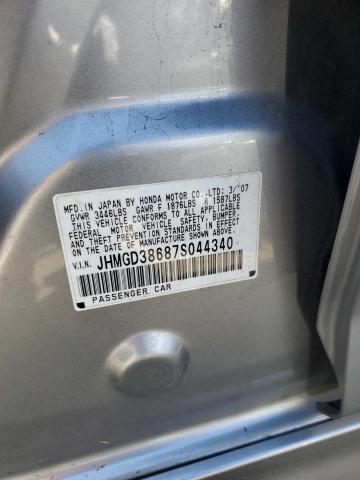 MFD. IN JAPAN BY HONDA MOTOR CO.,LTD: 3/'07
GVWR 3446LBS GAWR F 1876LBS R 1587LBS
THIS VEHICLE CONFORMS TO ALL APPLICABLE
FEDERAL MOTOR VEHICLE SAFETY, BUMPER,
AND THEFT PREVENTION STANDARDS IN EFFECT
ON THE DATE OF MANUFACTURE SHOWN ABOVE.
V.I.N. JHMGD38687S044340
PASSENGER CAR